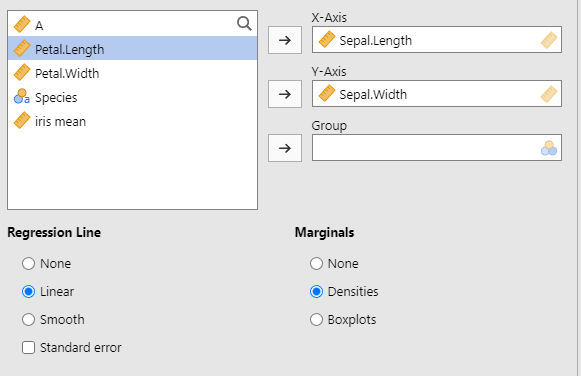 A
Petal.Length
Petal.Width
Species
iris mean
X-Axis
Sepal.Length
Y-Axis
Sepal.Width
Group
Regression Line
None
Linear
Smooth
Standard error
Marginals
None
Densities
Boxplots